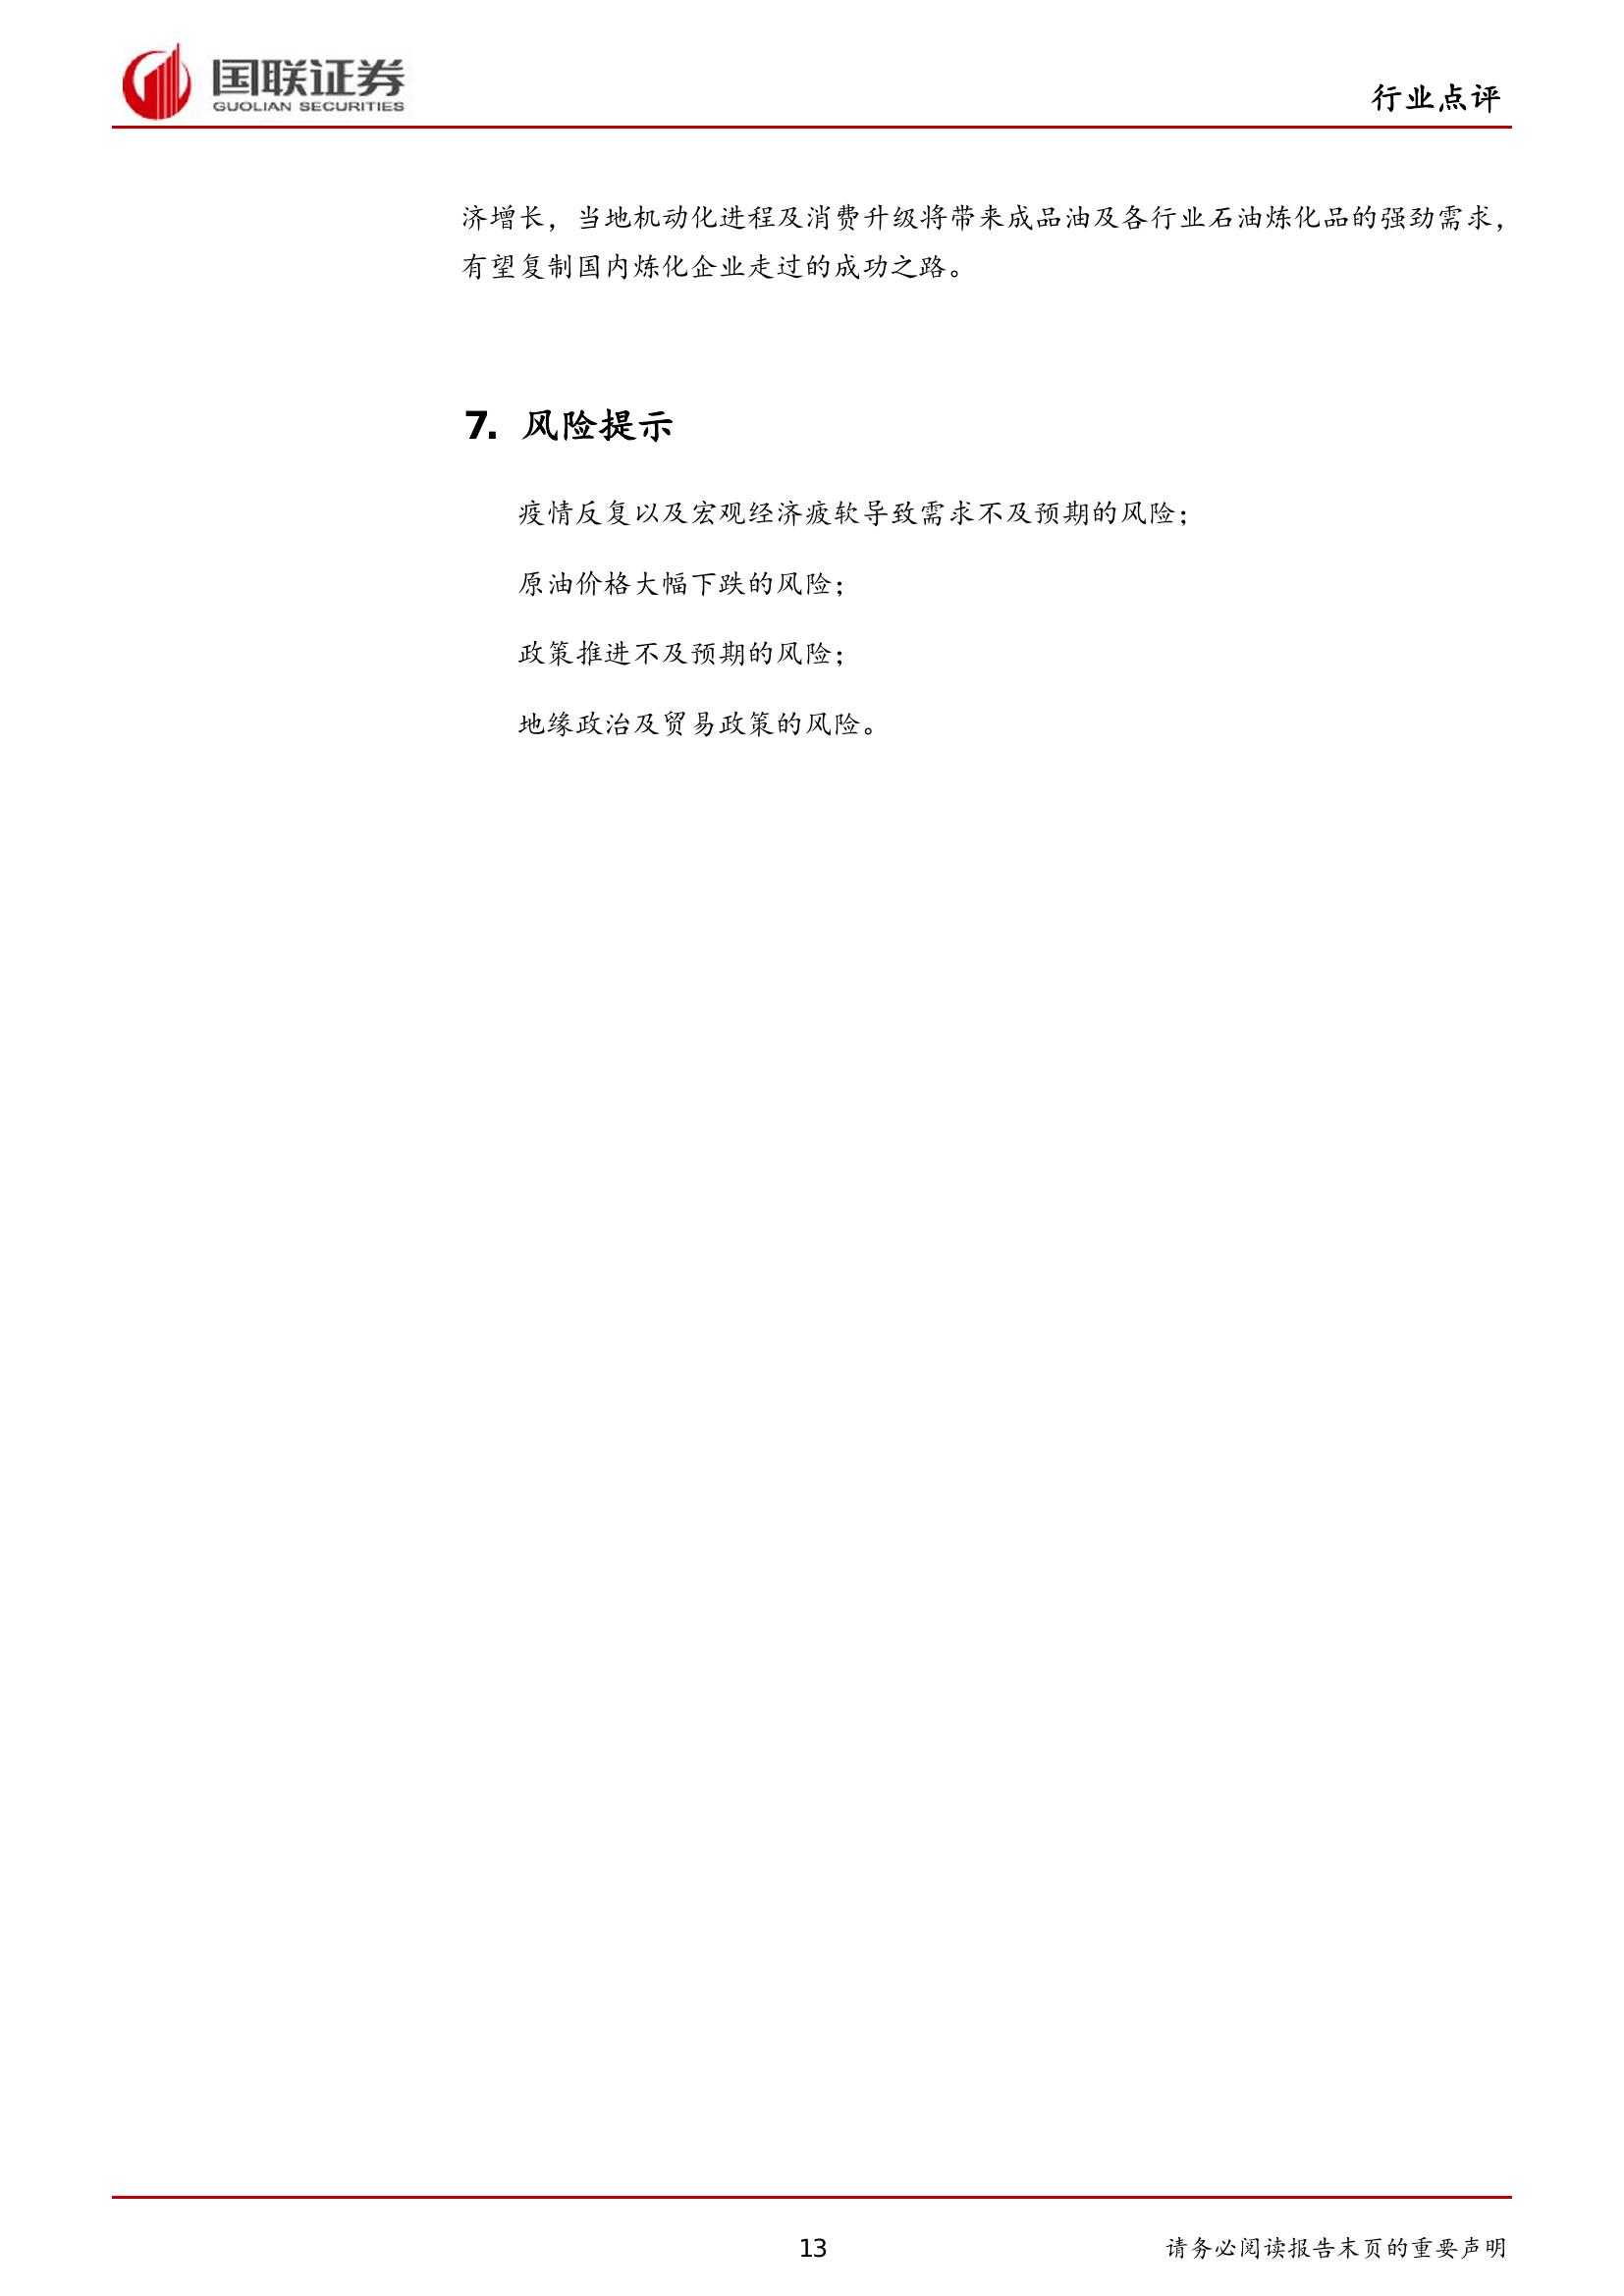 国联证券
GUOLIAN SECURITIES
行业点评
济增长，当地机动化进程及消费升级将带来成品油及各行业石油炼化品的强劲需求，
有望复制国内炼化企业走过的成功之路。
7. 风险提示
疫情反复以及宏观经济疲软导致需求不及预期的风险；
原油价格大幅下跌的风险；
政策推进不及预期的风险；
地缘政治及贸易政策的风险。
13
请务必阅读报告末页的重要声明